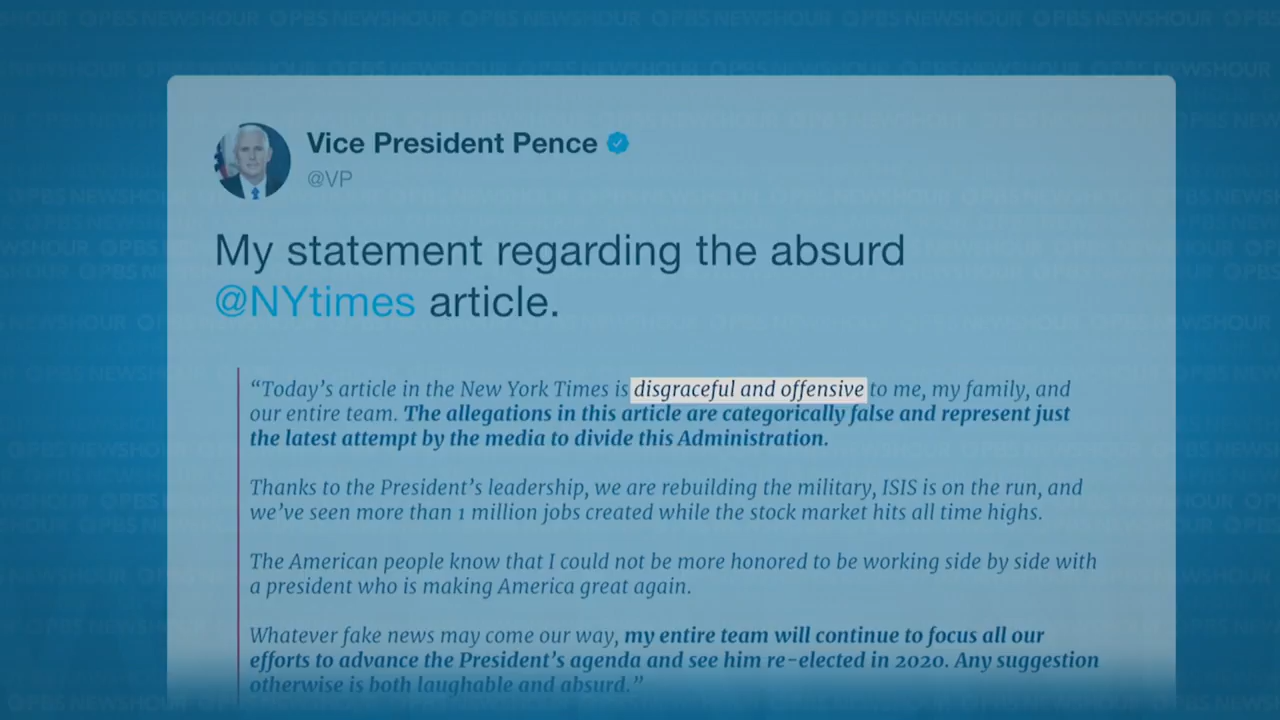 Vice President Pence
@VP
My statement regarding the absurd
@NYtimes article.
“Today’s article in the New York Times is disgraceful and offensive to me, my family, and
our entire team. The allegations in this article are categorically false and represent just
the latest attempt by the media to divide this Administration.
Thanks to the President’s leadership, we are rebuilding the military, ISIS is on the run, and
we’ve seen more than 1 million jobs created while the stock market hits all time highs.
The American people know that I could not be more honored to be working side by side with
a president who is making America great again.
Whatever fake news may come our way, my entire team will continue to focus all our
efforts to advance the President’s agenda and see him re-elected in 2020. Any suggestion
otherwise is both laughable and absurd.”